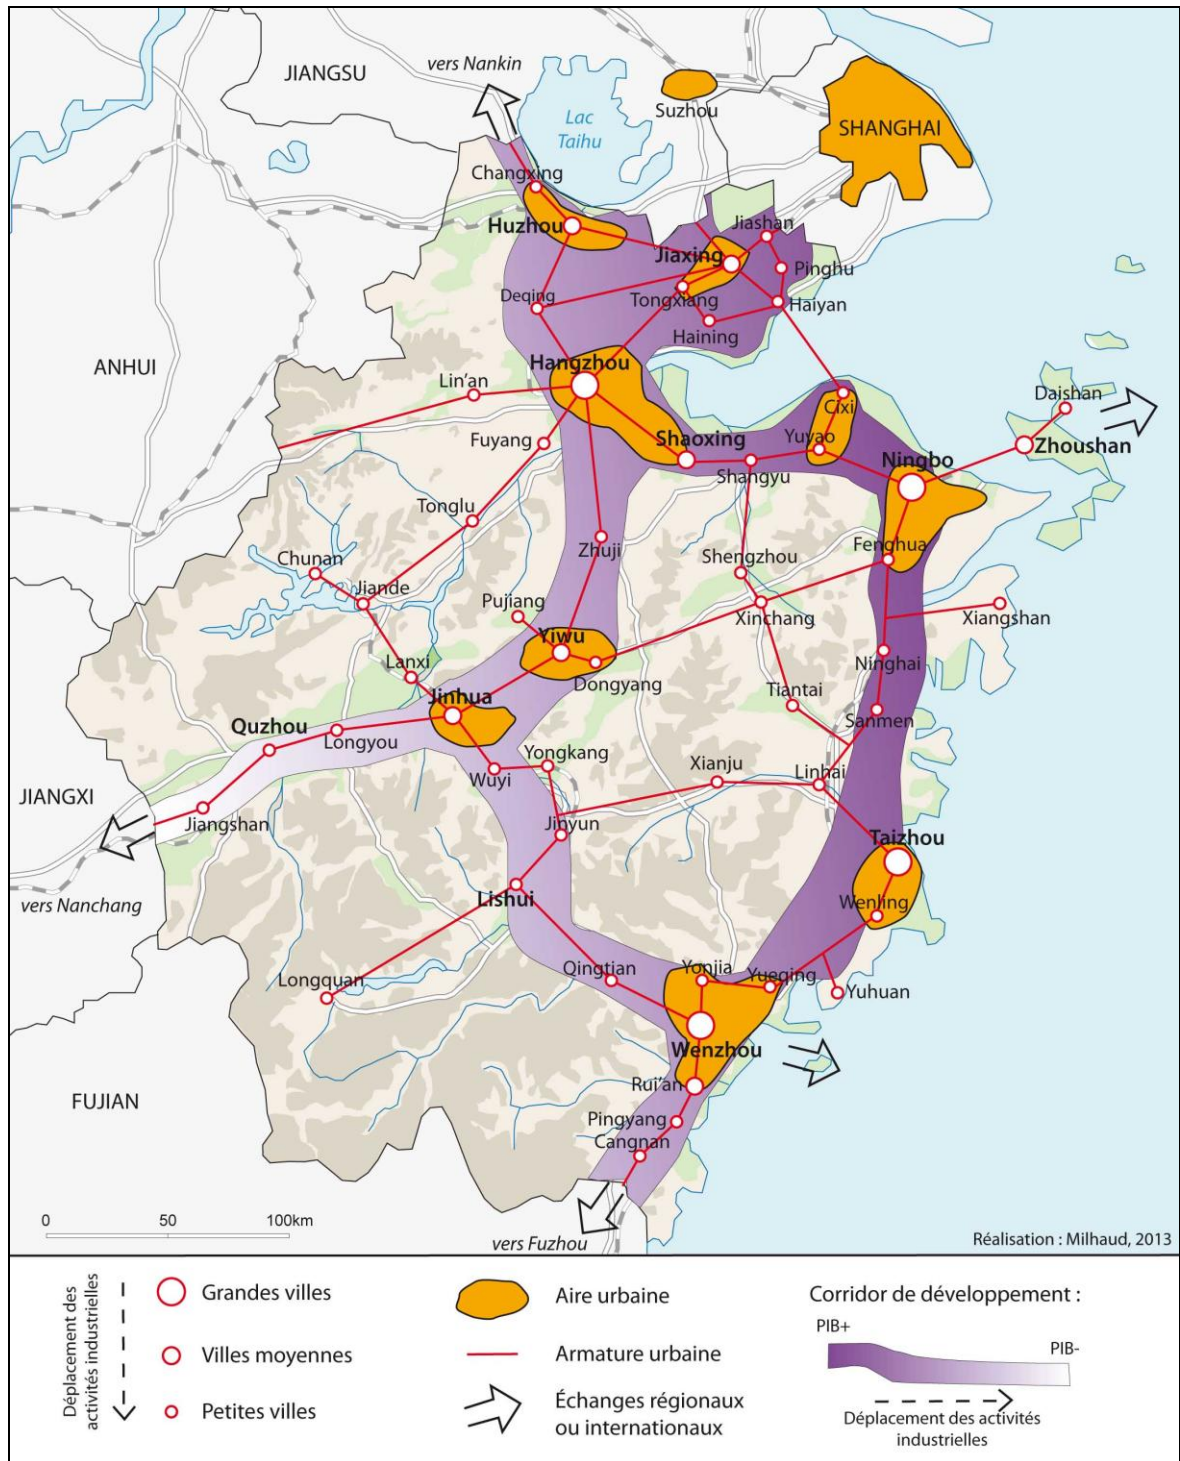 JIANGSU
vers Nankin
Lac
Taihu
Suzhou
SHANGHAI
Changxing
Huzhou
Jiashan
Jiaxing
Pinghu
Deqing
Tongxiang
Haiyan
Haining
ANHUI
Hangzhou
Lin'an
Daishan
Cixi
Fuyang
Shaoxing
Yuyao
Zhoushan
Ningbo
Shangyu
Tonglu
Zhuji
Fenghua
Chunan
Shengzhou
Jiande
Pujiang
Xinchang
Xiangshan
Yiwu
Lanxi
Ninghai
Dongyang
Jinhua
Tiantai
Sanmen
Quzhou
Longyou
Yongkang
Xianju
Linhai
Wuyi
JIANGXI
Jiangshan
Jinyun
Taizhou
vers Nanchang
Lishui
Wenling
Longquan
Qingtian
Yonjia
Yueqing
Yuhuan
Wenzhou
Rui'an
FUJIAN
Pingyang
Cangnan
0 50 100km
vers Fuzhou
Réalisation : Milhaud, 2013
Déplacement des
activités industrielles
Grandes villes
Villes moyennes
Petites villes
Aire urbaine
Armature urbaine
Échanges régionaux
ou internationaux
Corridor de développement :
PIB+
PIB-
Déplacement des activités
industrielles